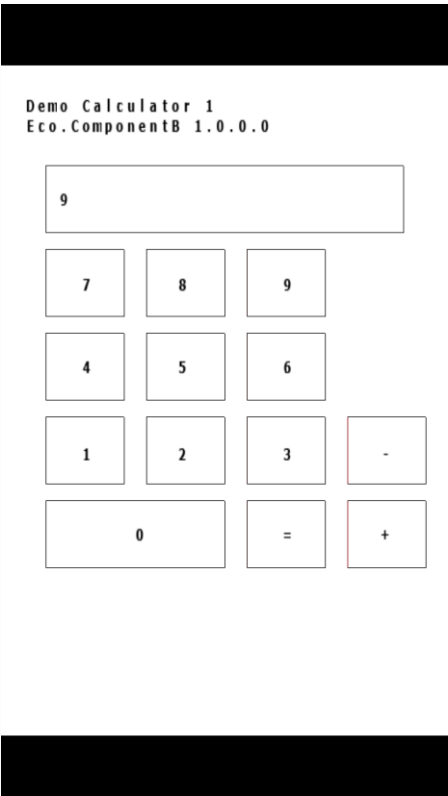 Demo Calculator 1
Eco.ComponentB 1.0.0.0
9
7 8 9
4 5 6
1 2 3 -
0 = +